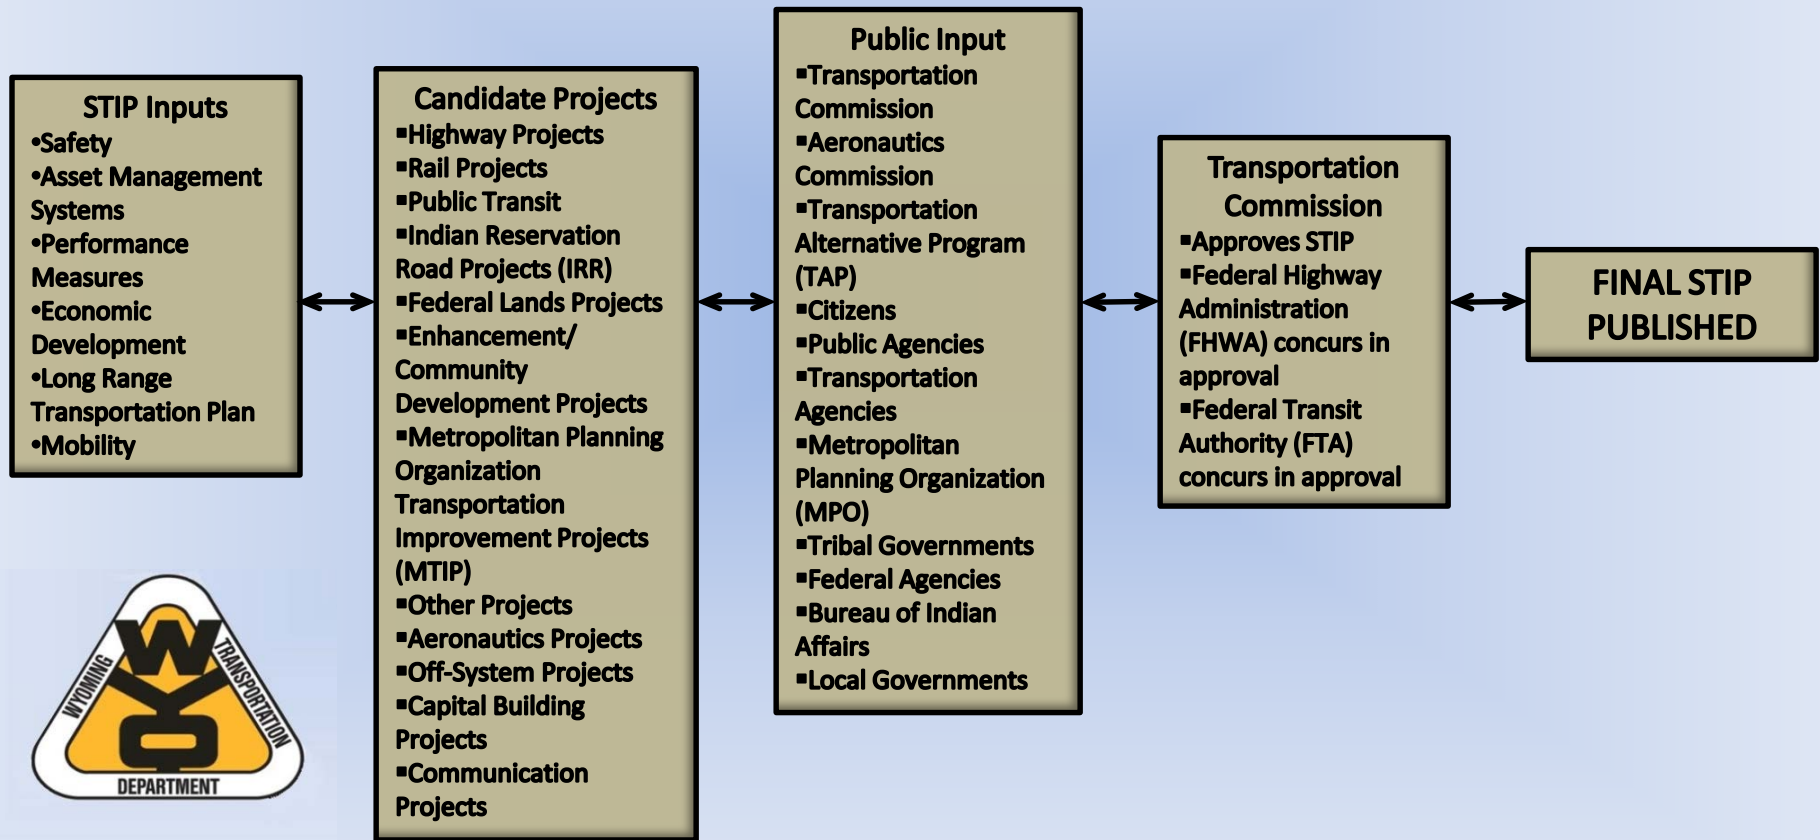 STIP Inputs
•Safety
•Asset Management
Systems
•Performance
Measures
•Economic
Development
•Long Range
Transportation Plan
•Mobility
Candidate Projects
▪Highway Projects
▪Rail Projects
▪Public Transit
▪Indian Reservation
Road Projects (IRR)
▪Federal Lands Projects
▪Enhancement/
Community
Development Projects
▪Metropolitan Planning
Organization
Transportation
Improvement Projects
(MTIP)
▪Other Projects
▪Aeronautics Projects
▪Off-System Projects
▪Capital Building
Projects
▪Communication
Projects
Public Input
▪Transportation
Commission
▪Aeronautics
Commission
▪Transportation
Alternative Program
(TAP)
▪Citizens
▪Public Agencies
▪Transportation
Agencies
▪Metropolitan
Planning Organization
(MPO)
▪Tribal Governments
▪Federal Agencies
▪Bureau of Indian
Affairs
▪Local Governments
Transportation
Commission
▪Approves STIP
▪Federal Highway
Administration
(FHWA) concurs in
approval
▪Federal Transit
Authority (FTA)
concurs in approval
FINAL STIP
PUBLISHED
WYOMING
TRANSPORTATION
DEPARTMENT
W
Y
O